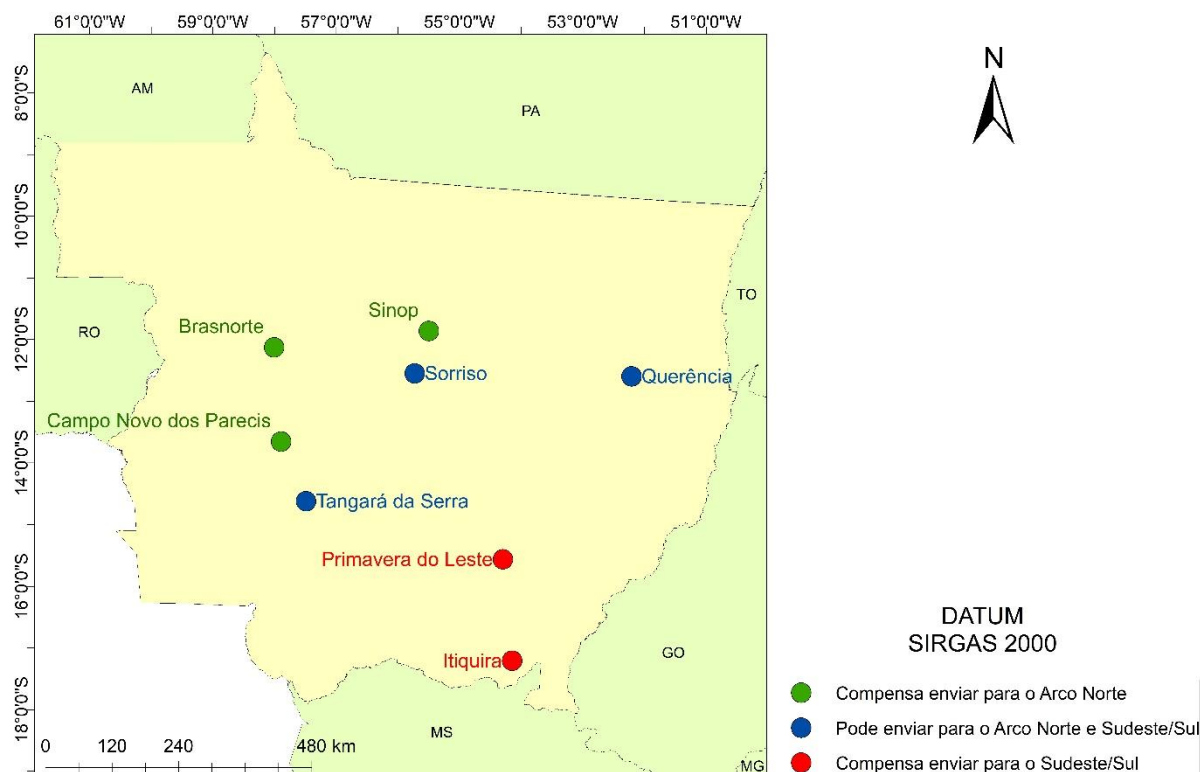 61°0'0"W 59°0'0"W 57°0'0"W 55°0'0"W 53°0'0"W 51°0'0"W
8°0'0"S
10°0'0"S
12°0'0"S
14°0'0"S
16°0'0"S
18°0'0"S
N
AM
PA
TO
RO
Sinop
Brasnorte
Sorriso
Querência
Campo Novo dos Parecis
Tangará da Serra
Primavera do Leste
Itiquira
GO
MS
MG
0 120 240 480 km
DATUM
SIRGAS 2000
Compensa enviar para o Arco Norte
Pode enviar para o Arco Norte e Sudeste/Sul
Compensa enviar para o Sudeste/Sul